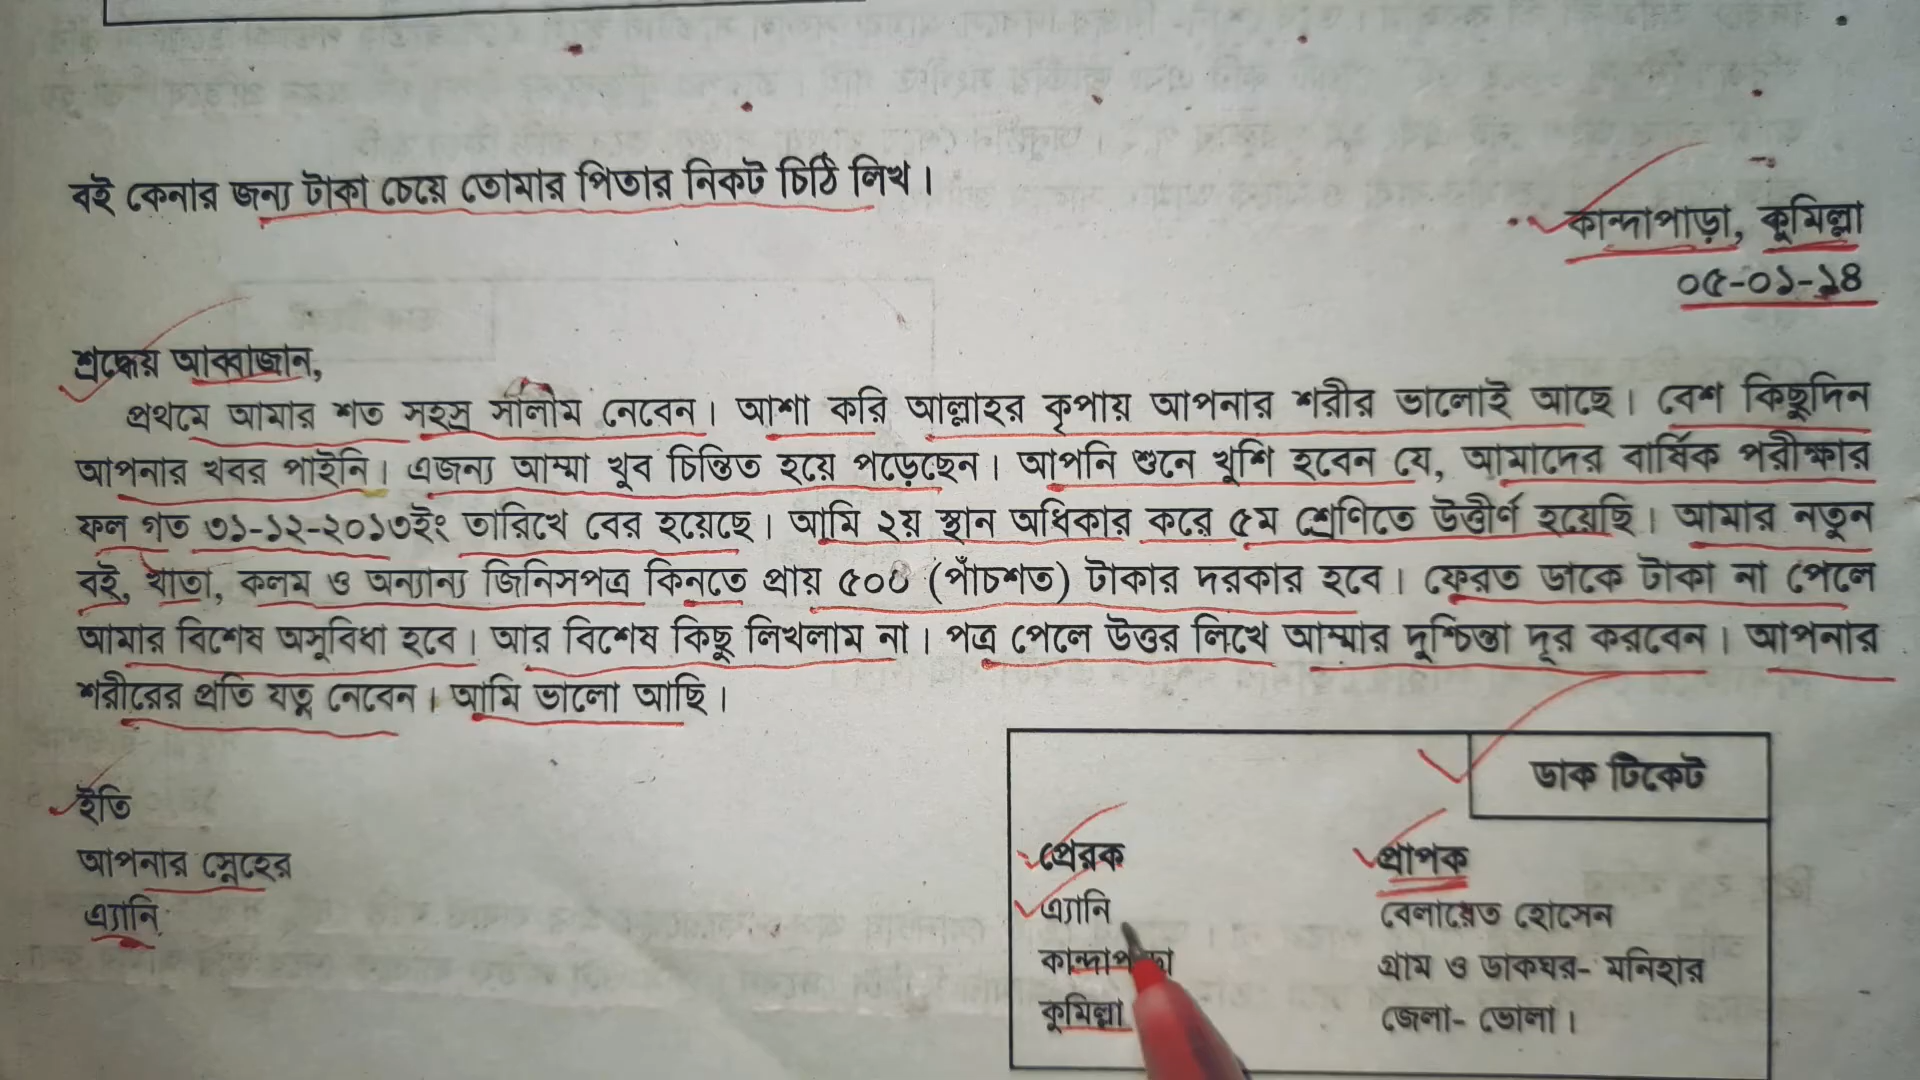 বই কেনার জন্য টাকা চেয়ে তোমার পিতার নিকট চিঠি লিখ।
কান্দাপাড়া, কুমিল্লা
০৫-০১-১৪
শ্রদ্ধেয় আব্বাজান,
প্রথমে আমার শত সহস্র সালাম নেবেন। আশা করি আল্লাহর কৃপায় আপনার শরীর ভালোই আছে। বেশ কিছুদিন
আপনার খবর পাইনি। এজন্য আম্মা খুব চিন্তিত হয়ে পড়েছেন। আপনি শুনে খুশি হবেন যে, আমাদের বার্ষিক পরীক্ষার
ফল গত ৩১-১২-২০১৩ইং তারিখে বের হয়েছে। আমি ২য় স্থান অধিকার করে ৫ম শ্রেণিতে উত্তীর্ণ হয়েছি। আমার নতুন
বই, খাতা, কলম ও অন্যান্য জিনিসপত্র কিনতে প্রায় ৫০০ (পাঁচশত) টাকার দরকার হবে। ফেরত ডাকে টাকা না পেলে
আমার বিশেষ অসুবিধা হবে। আর বিশেষ কিছু লিখলাম না। পত্র পেলে উত্তর লিখে আম্মার দুশ্চিন্তা দূর করবেন। আপনার
শরীরের প্রতি যত্ন নেবেন। আমি ভালো আছি।
ইতি
আপনার স্নেহের
এ্যানি
ডাক টিকেট
প্রেরক
এ্যানি
কান্দাপাড়া
কুমিল্লা
প্রাপক
বেলায়েত হোসেন
গ্রাম ও ডাকঘর- মনিহার
জেলা- ভোলা।